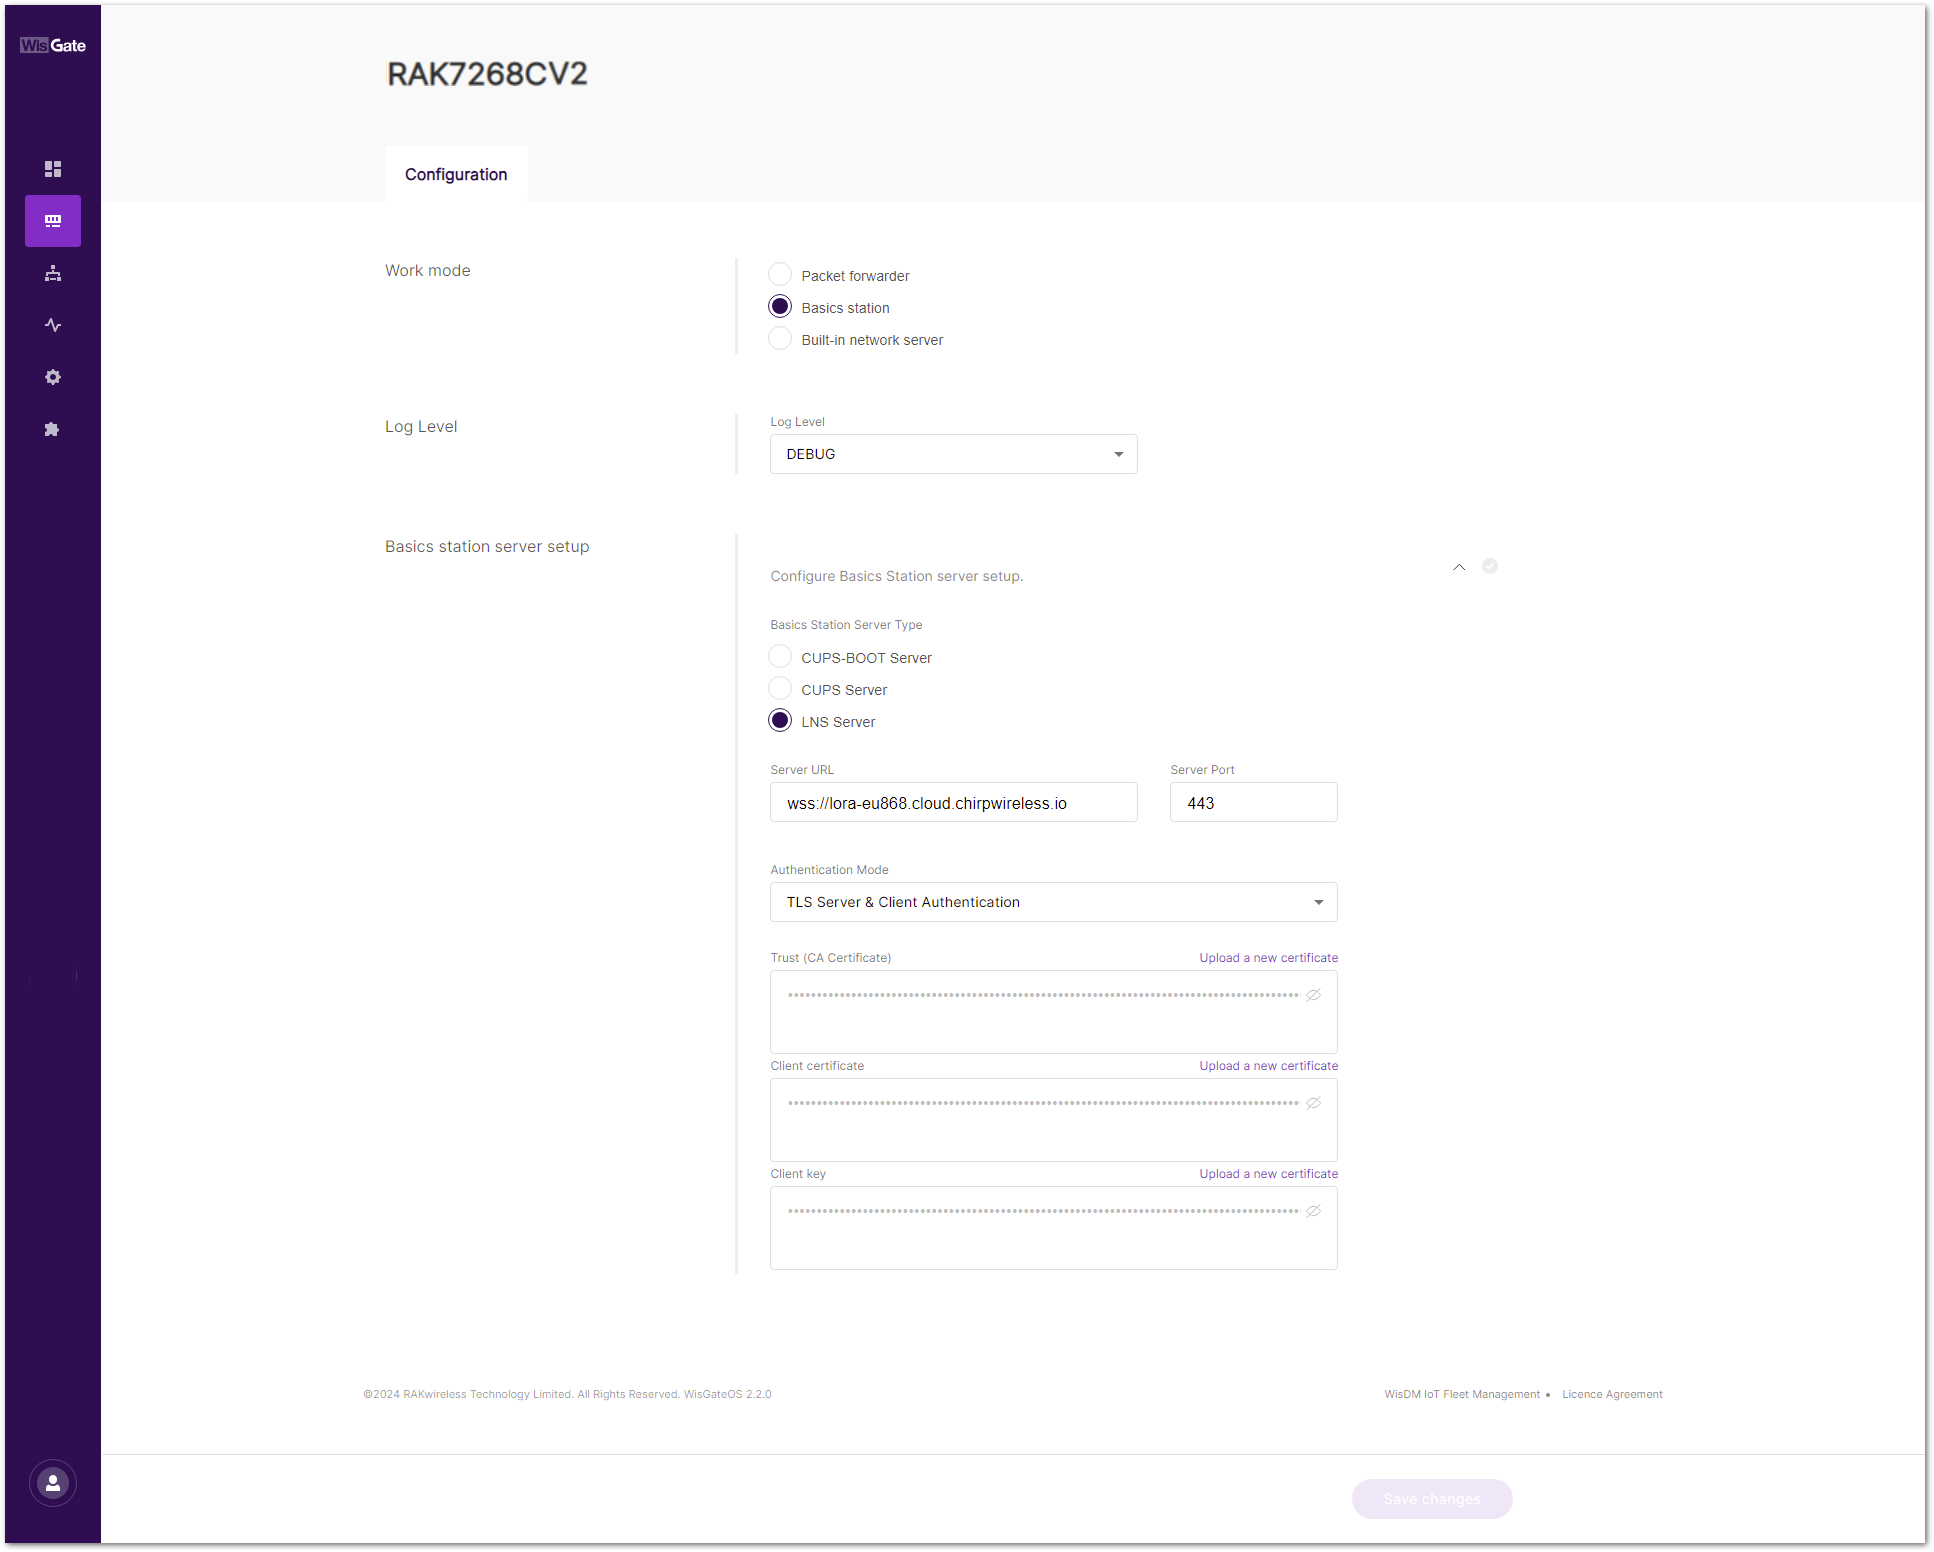 WisGate
RAK7268CV2
Configuration
Work mode
Packet forwarder
Basics station
Built-in network server
Log Level
Log Level
DEBUG
Basics station server setup
Configure Basics Station server setup.
Basics Station Server Type
CUPS-BOOT Server
CUPS Server
LNS Server
Server URL
Server Port
wss://lora-eu868.cloud.chirpwireless.io
443
Authentication Mode
TLS Server & Client Authentication
Trust (CA Certificate)
Upload a new certificate
Client certificate
Upload a new certificate
Client key
Upload a new certificate
©2024 RAKwireless Technology Limited. All Rights Reserved. WisGateOS 2.2.0
WisDM IoT Fleet Management • Licence Agreement
Save changes